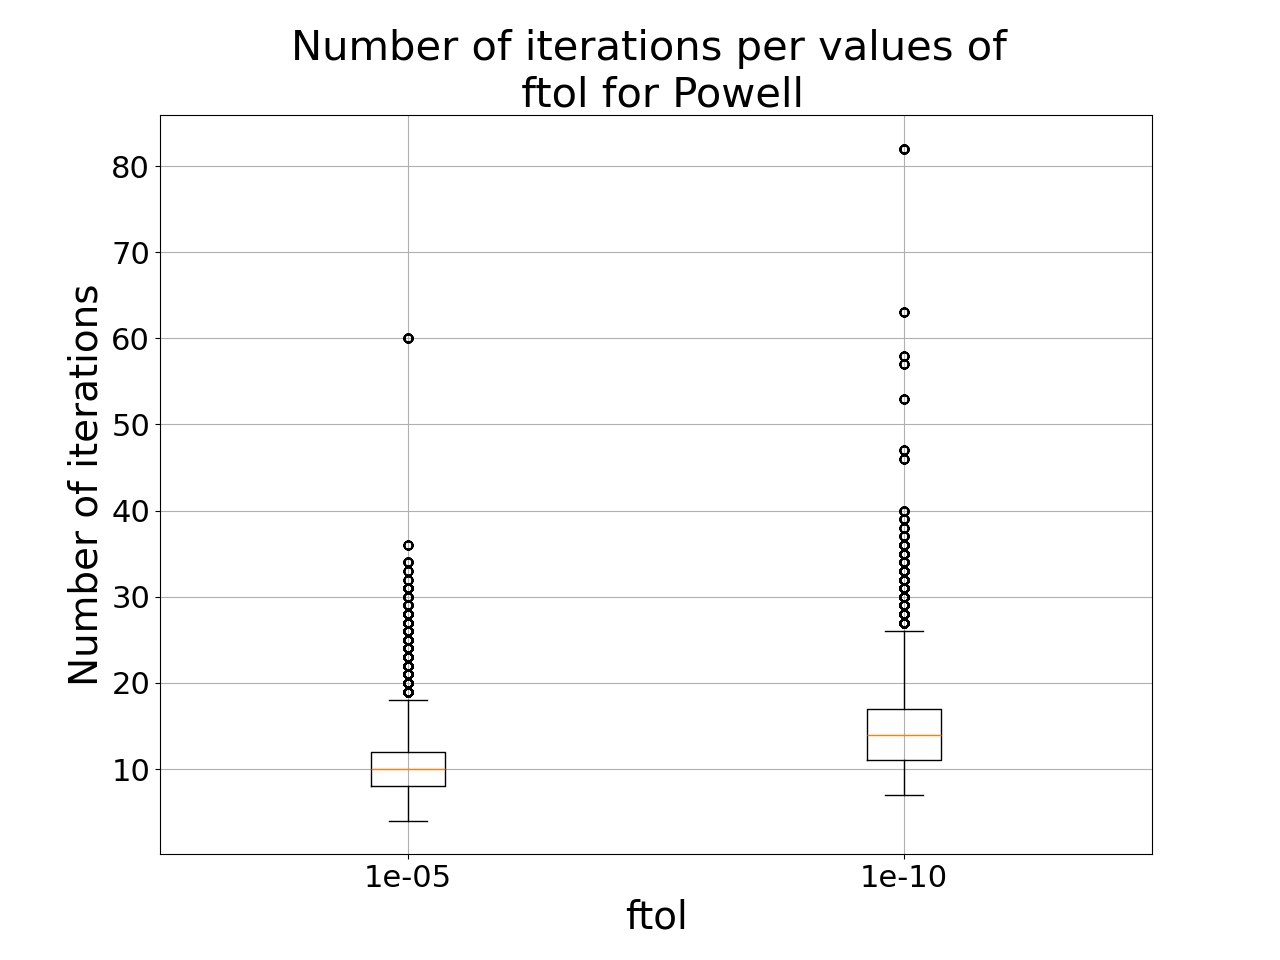 Number of iterations per values of
ftol for Powell
Number of iterations
80
70
60
50
40
30
20
10
1e-05
1e-10
ftol